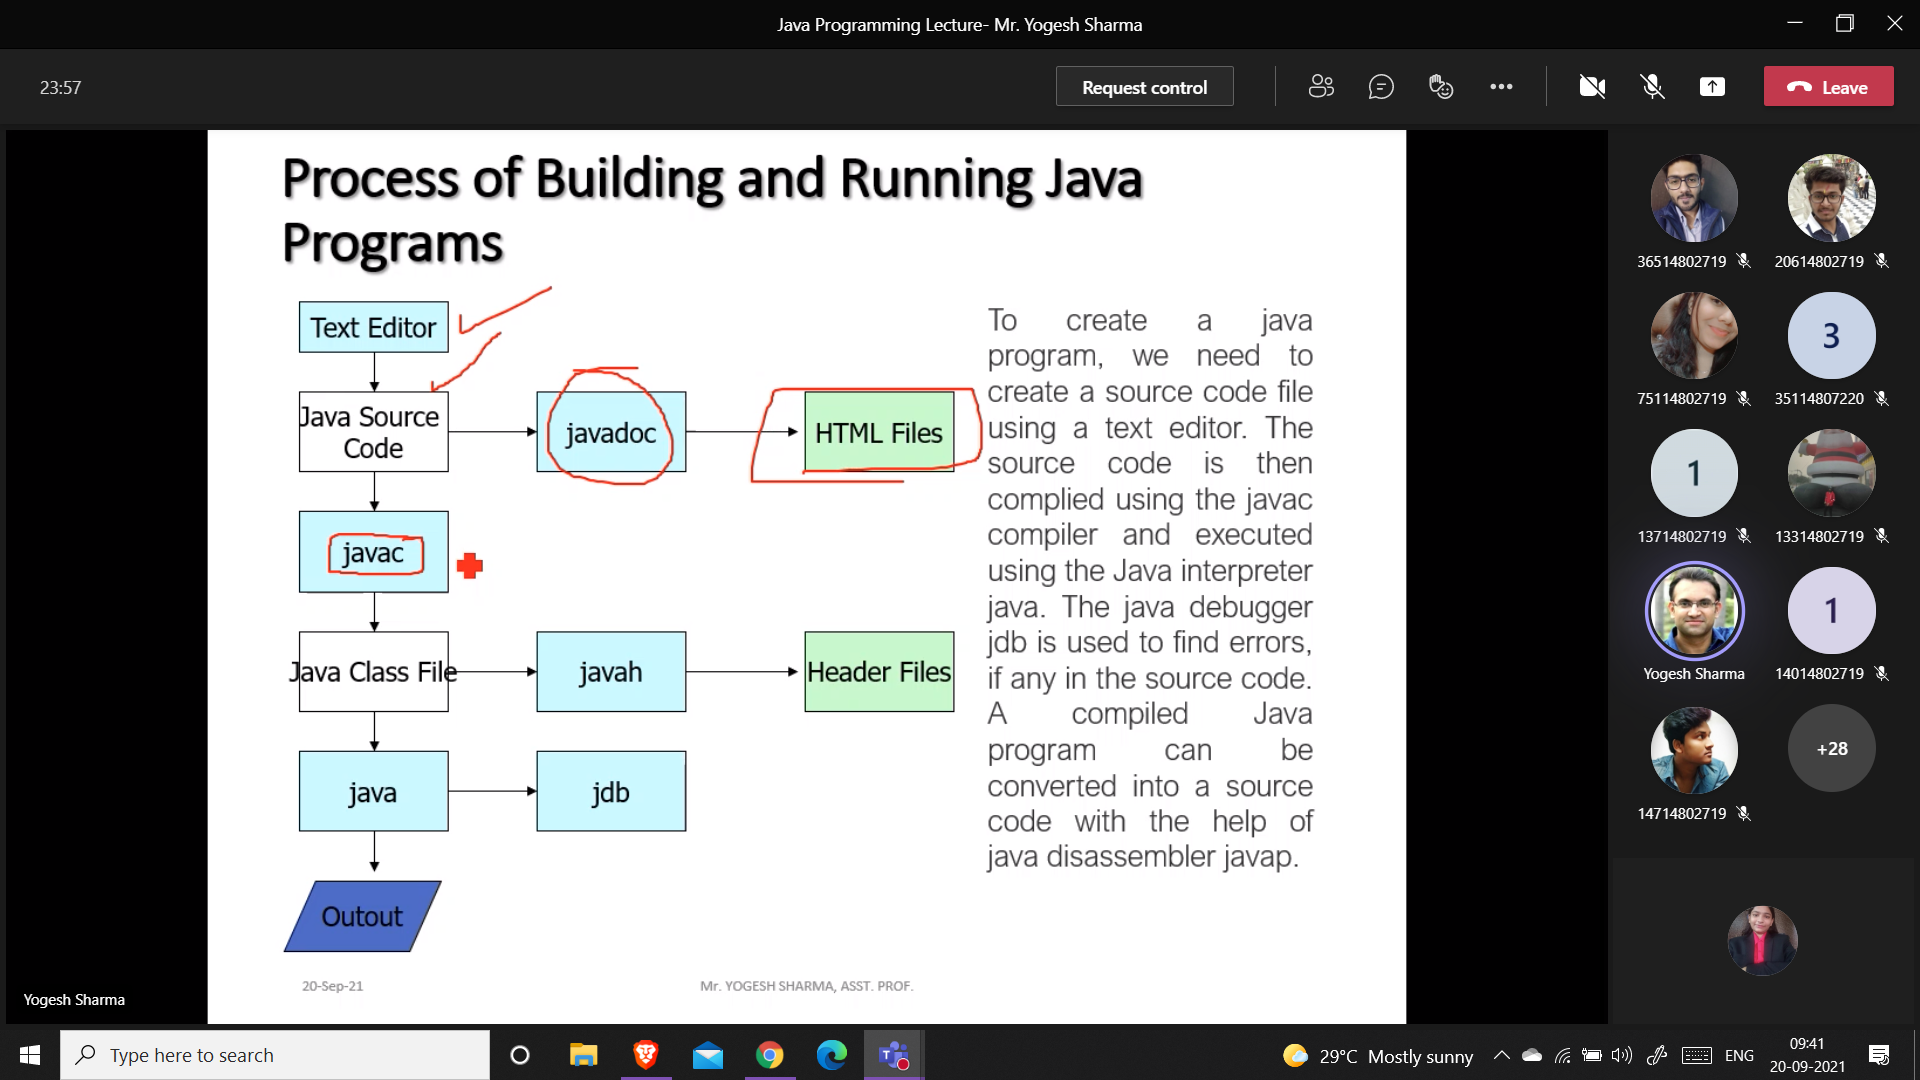 Java Programming Lecture- Mr. Yogesh Sharma
23:57
Request control
Leave
Process of Building and Running Java
Programs
Text Editor
Java Source
Code
javadoc
HTML Files
javac
Java Class File
javah
Header Files
java
jdb
Outout
To create a java
program, we need to
create a source code file
using a text editor. The
source code is then
complied using the javac
compiler and executed
using the Java interpreter
java. The java debugger
jdb is used to find errors,
if any in the source code.
A compiled Java
program can be
converted into a source
code with the help of
java disassembler javap.
20-Sep-21
Mr. YOGESH SHARMA, ASST. PROF.
Yogesh Sharma
36514802719
20614802719
3
75114802719
35114807220
1
13714802719
13314802719
1
Yogesh Sharma
14014802719
+28
14714802719
Type here to search
29°C Mostly sunny
ENG
09:41
20-09-2021